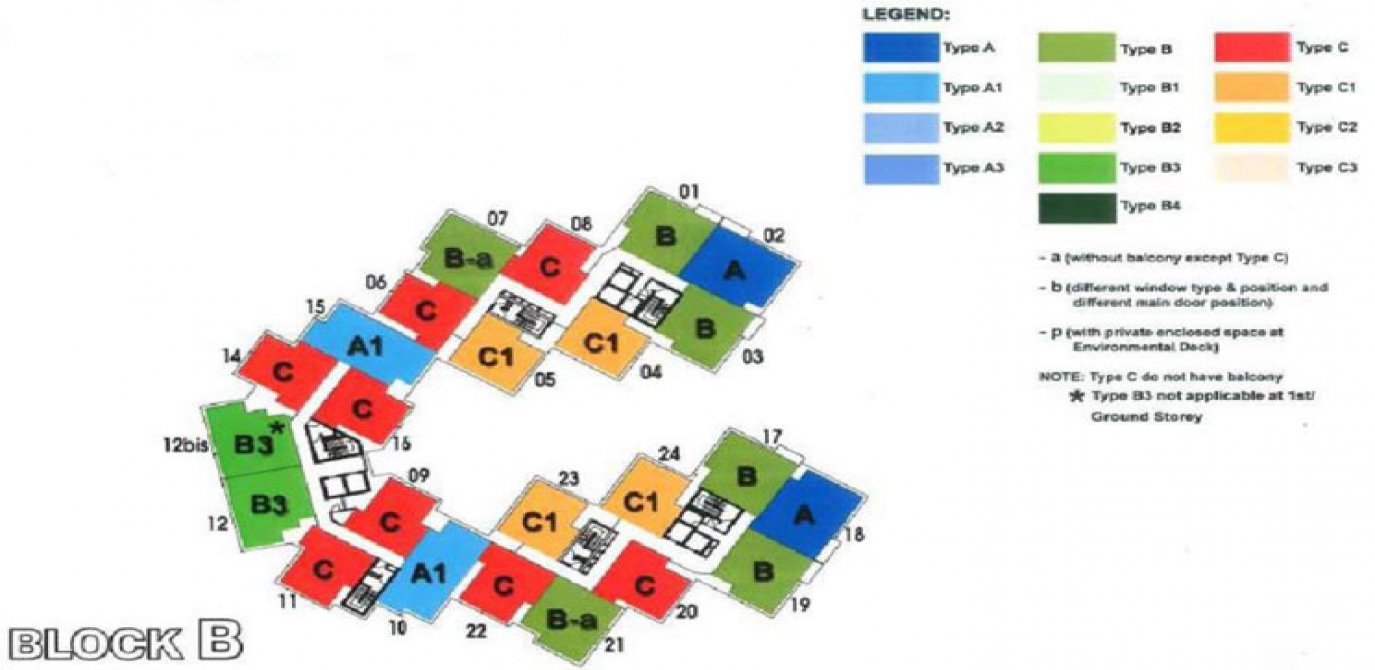 LEGEND:
Type A
Type B
Type C
Type A1
Type B1
Type C1
Type A2
Type B2
Type C2
Type A3
Type B3
Type C3
Type B4
- a (without balcony except Type C)
- b (different window type & position and
different main door position)
- p (with private enclosed space at
Environmental Deck)
NOTE: Type C do not have balcony
* Type B3 not applicable at 1st/
Ground Storey
01
B
02
A
07
B-a
08
C
06
C
B
03
15
A1
C1
05
C1
04
14
C
C
16
12bis
B3*
B3
12
09
C
17
B
24
C1
23
C1
A
18
11
C
A1
10
C
22
B-a
21
C
20
B
19
BLOCK B